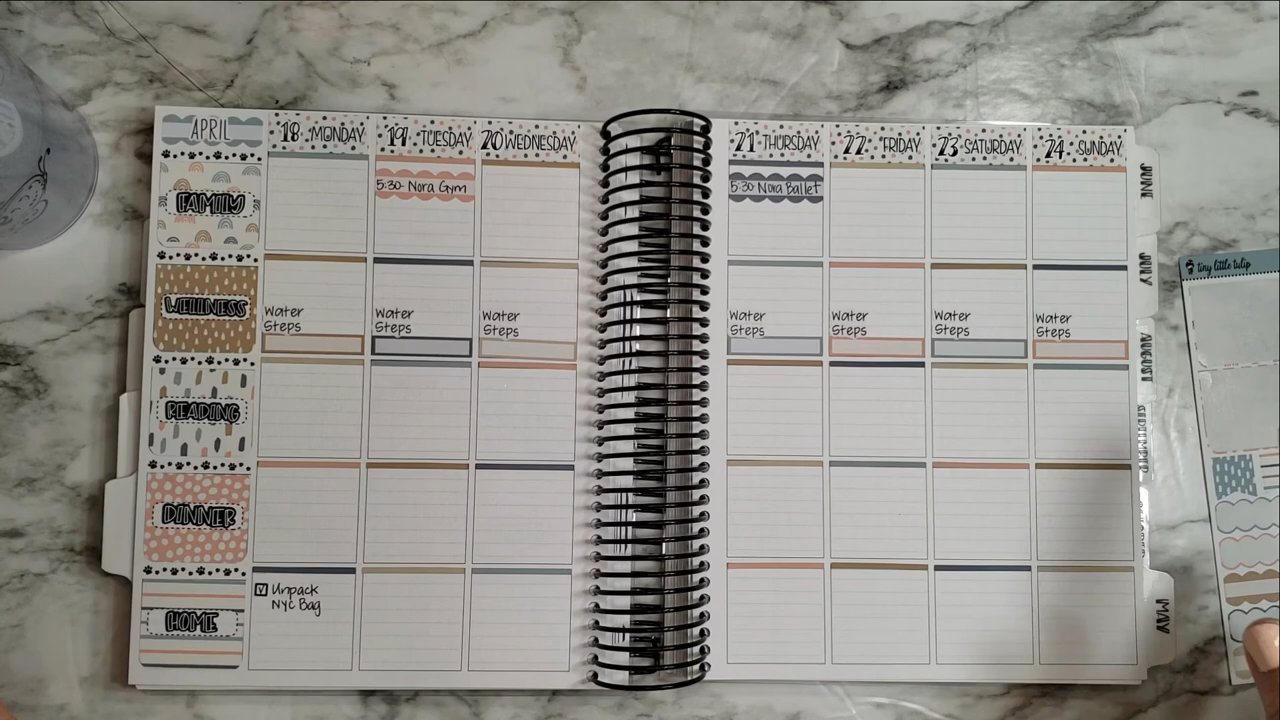 APRIL
18 MONDAY
19 TUESDAY
20 WEDNESDAY
21 THURSDAY
22 FRIDAY
23 SATURDAY
24 SUNDAY
FAMILY
5:30- Nora Gym
5:30- Nora Ballet
WELLNESS
Water
Steps
Water
Steps
Water
Steps
Water
Steps
Water
Steps
Water
Steps
Water
Steps
READING
DINNER
HOME
Unpack
NYC Bag
JUNE
JULY
AUGUST
SEPTEMBER
MAY
tiny little tulip